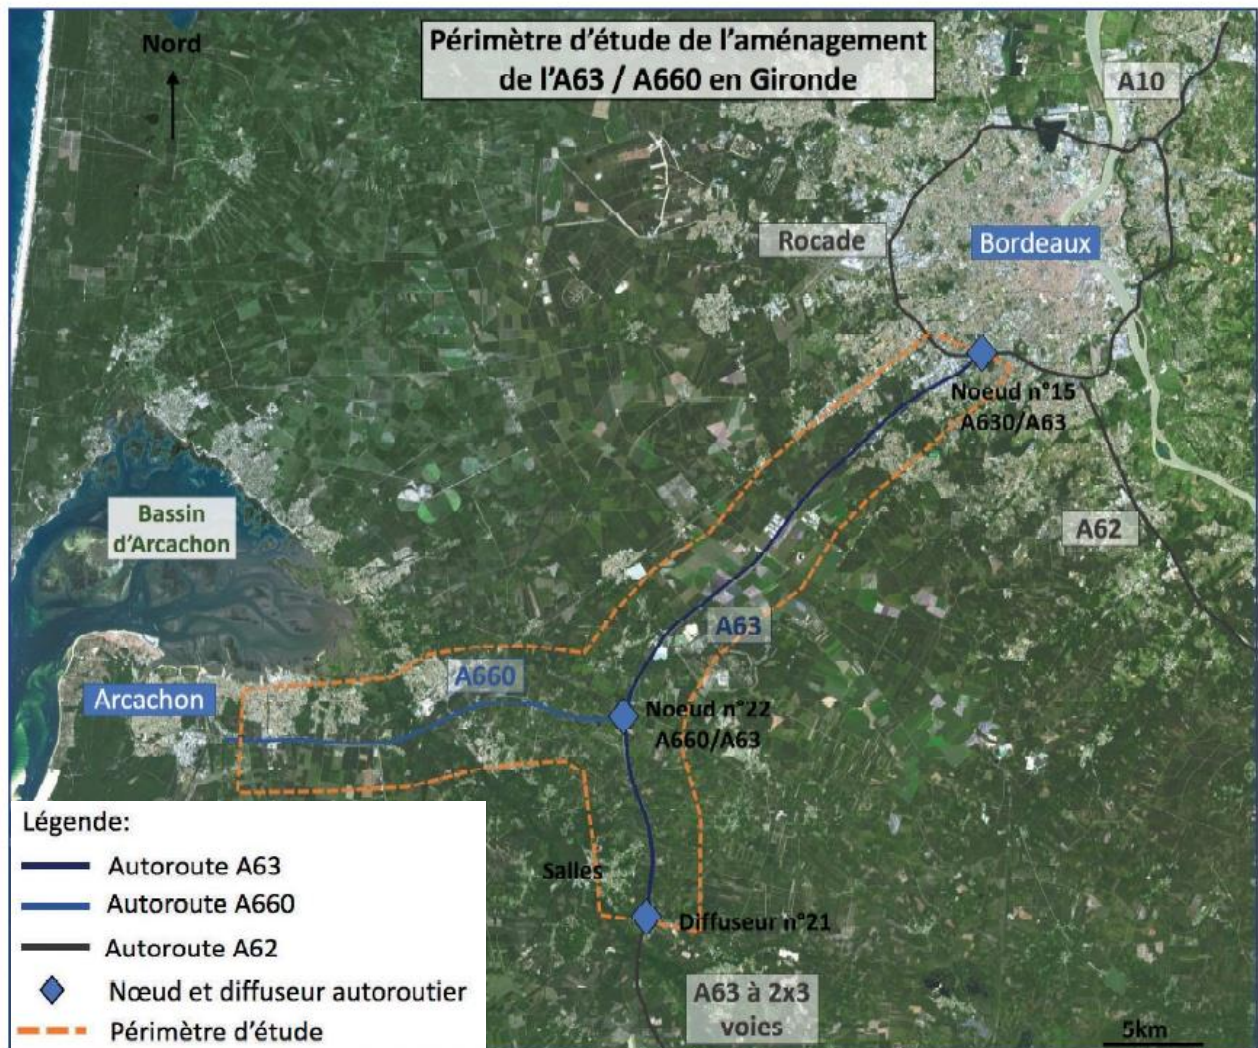 Périmètre d'étude de l'aménagement
de l'A63 / A660 en Gironde
Nord
A10
Rocade
Bordeaux
Noeud n°15
A630/A63
Bassin
d'Arcachon
A62
A63
A660
Arcachon
Noeud n°22
A660/A63
Légende:
Autoroute A63
Autoroute A660
Autoroute A62
Nœud et diffuseur autoroutier
Périmètre d'étude
Salles
Diffuseur n°21
A63 à 2x3
voies
5km